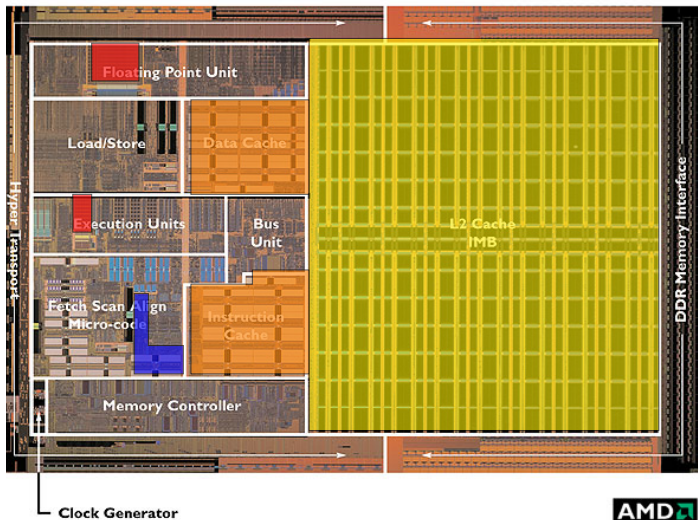 Floating Point Unit
Load/Store
Data Cache
Hyper Transport
Execution Units
Bus
Unit
L2 Cache
IMB
DDR Memory Interface
Fetch Scan Align
Micro-code
Instruction
Cache
Memory Controller
Clock Generator
AMD